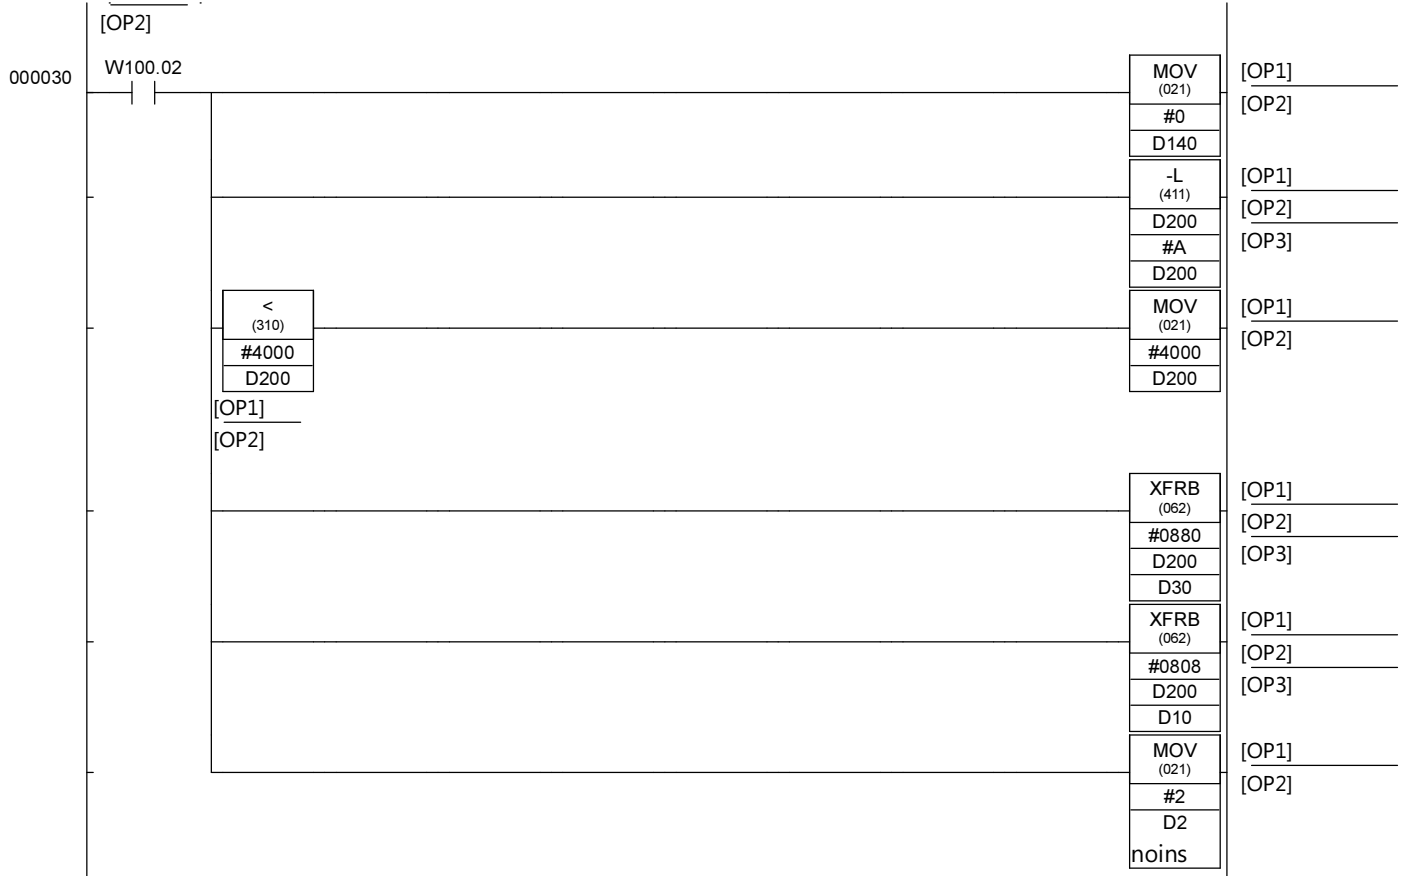 [OP2]
000030
W100.02
MOV
(021)
#0
D140
[OP1]
[OP2]
-L
(411)
D200
#A
D200
[OP1]
[OP2]
[OP3]
<
(310)
#4000
D200
[OP1]
[OP2]
MOV
(021)
#4000
D200
[OP1]
[OP2]
XFRB
(062)
#0880
D200
D30
[OP1]
[OP2]
[OP3]
XFRB
(062)
#0808
D200
D10
[OP1]
[OP2]
[OP3]
MOV
(021)
#2
D2
noins
[OP1]
[OP2]